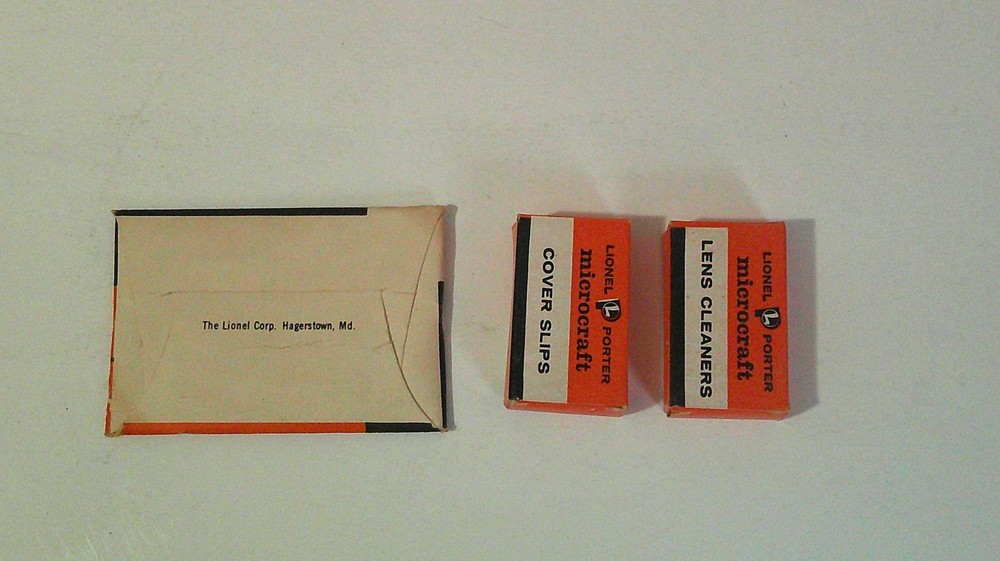 The Lionel Corp. Hagerstown, Md.
LIONEL L PORTER
microcraft
COVER SLIPS
LIONEL L PORTER
microcraft
LENS CLEANERS